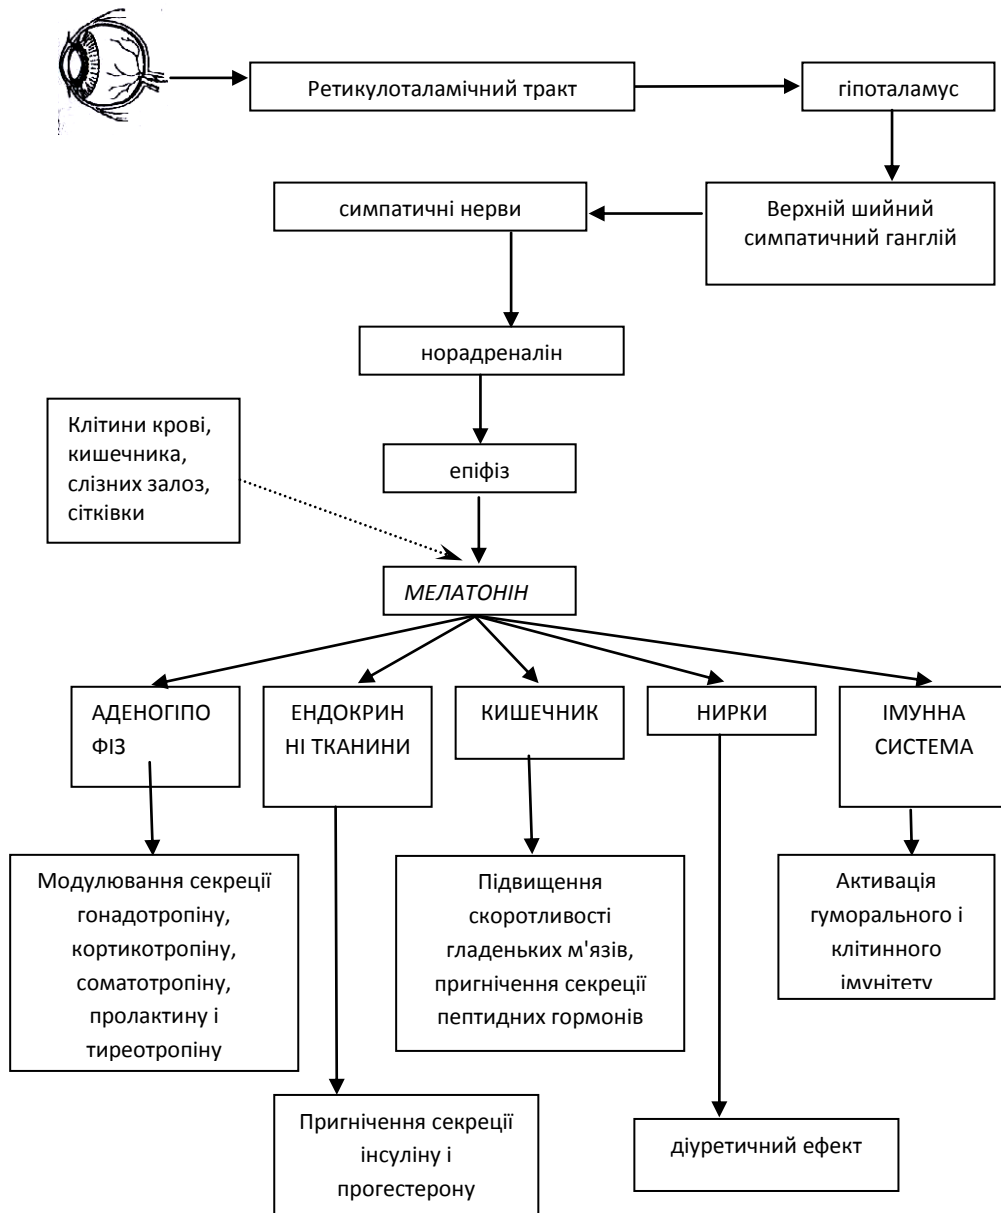 Ретикулоталамічний тракт
гіпоталамус
симпатичні нерви
Верхній шийний
симпатичний ганглій
норадреналін
Клітини крові,
кишечника,
слізних залоз,
сітківки
епіфіз
МЕЛАТОНІН
АДЕНОГІПО
ФІЗ
ЕНДОКРИН
НІ ТКАНИНИ
КИШЕЧНИК
НИРКИ
ІМУННА
СИСТЕМА
Модулювання секреції
гонадотропіну,
кортикотропіну,
соматотропіну,
пролактину і
тиреотропіну
Підвищення
скоротливості
гладеньких м'язів,
пригнічення секреції
пептидних гормонів
Активація
гуморального і
клітинного
імунітету
Пригнічення секреції
інсуліну і
прогестерону
діуретичний ефект